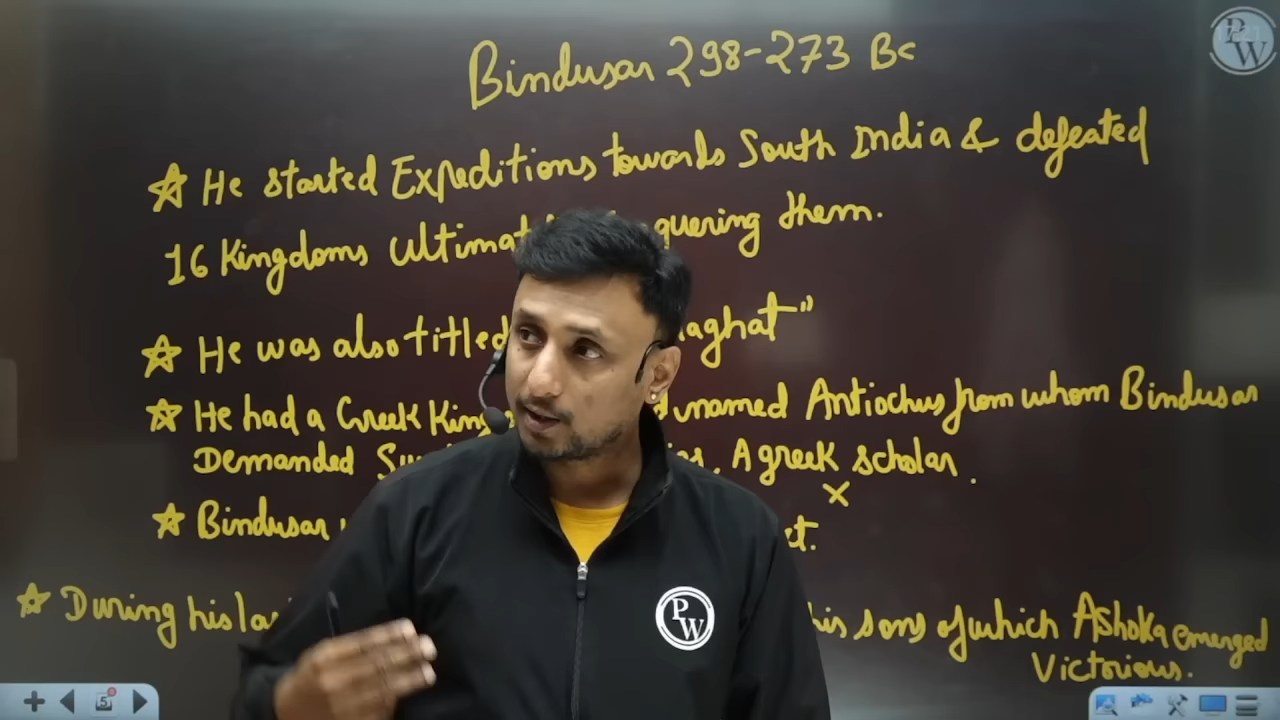 Bindusar 298-273 BC
☆ He started Expeditions towards South India & defeated
16 Kingdoms Ultimat quering them.
☆ He was also titled aghat"
☆ He had a Greek King named Antiochus from whom Bindusar
Demanded A greek scholar.
x
☆ Bindusar
☆ During his his sons of which Ashoka emerged
Victorious.
PW
PW
5